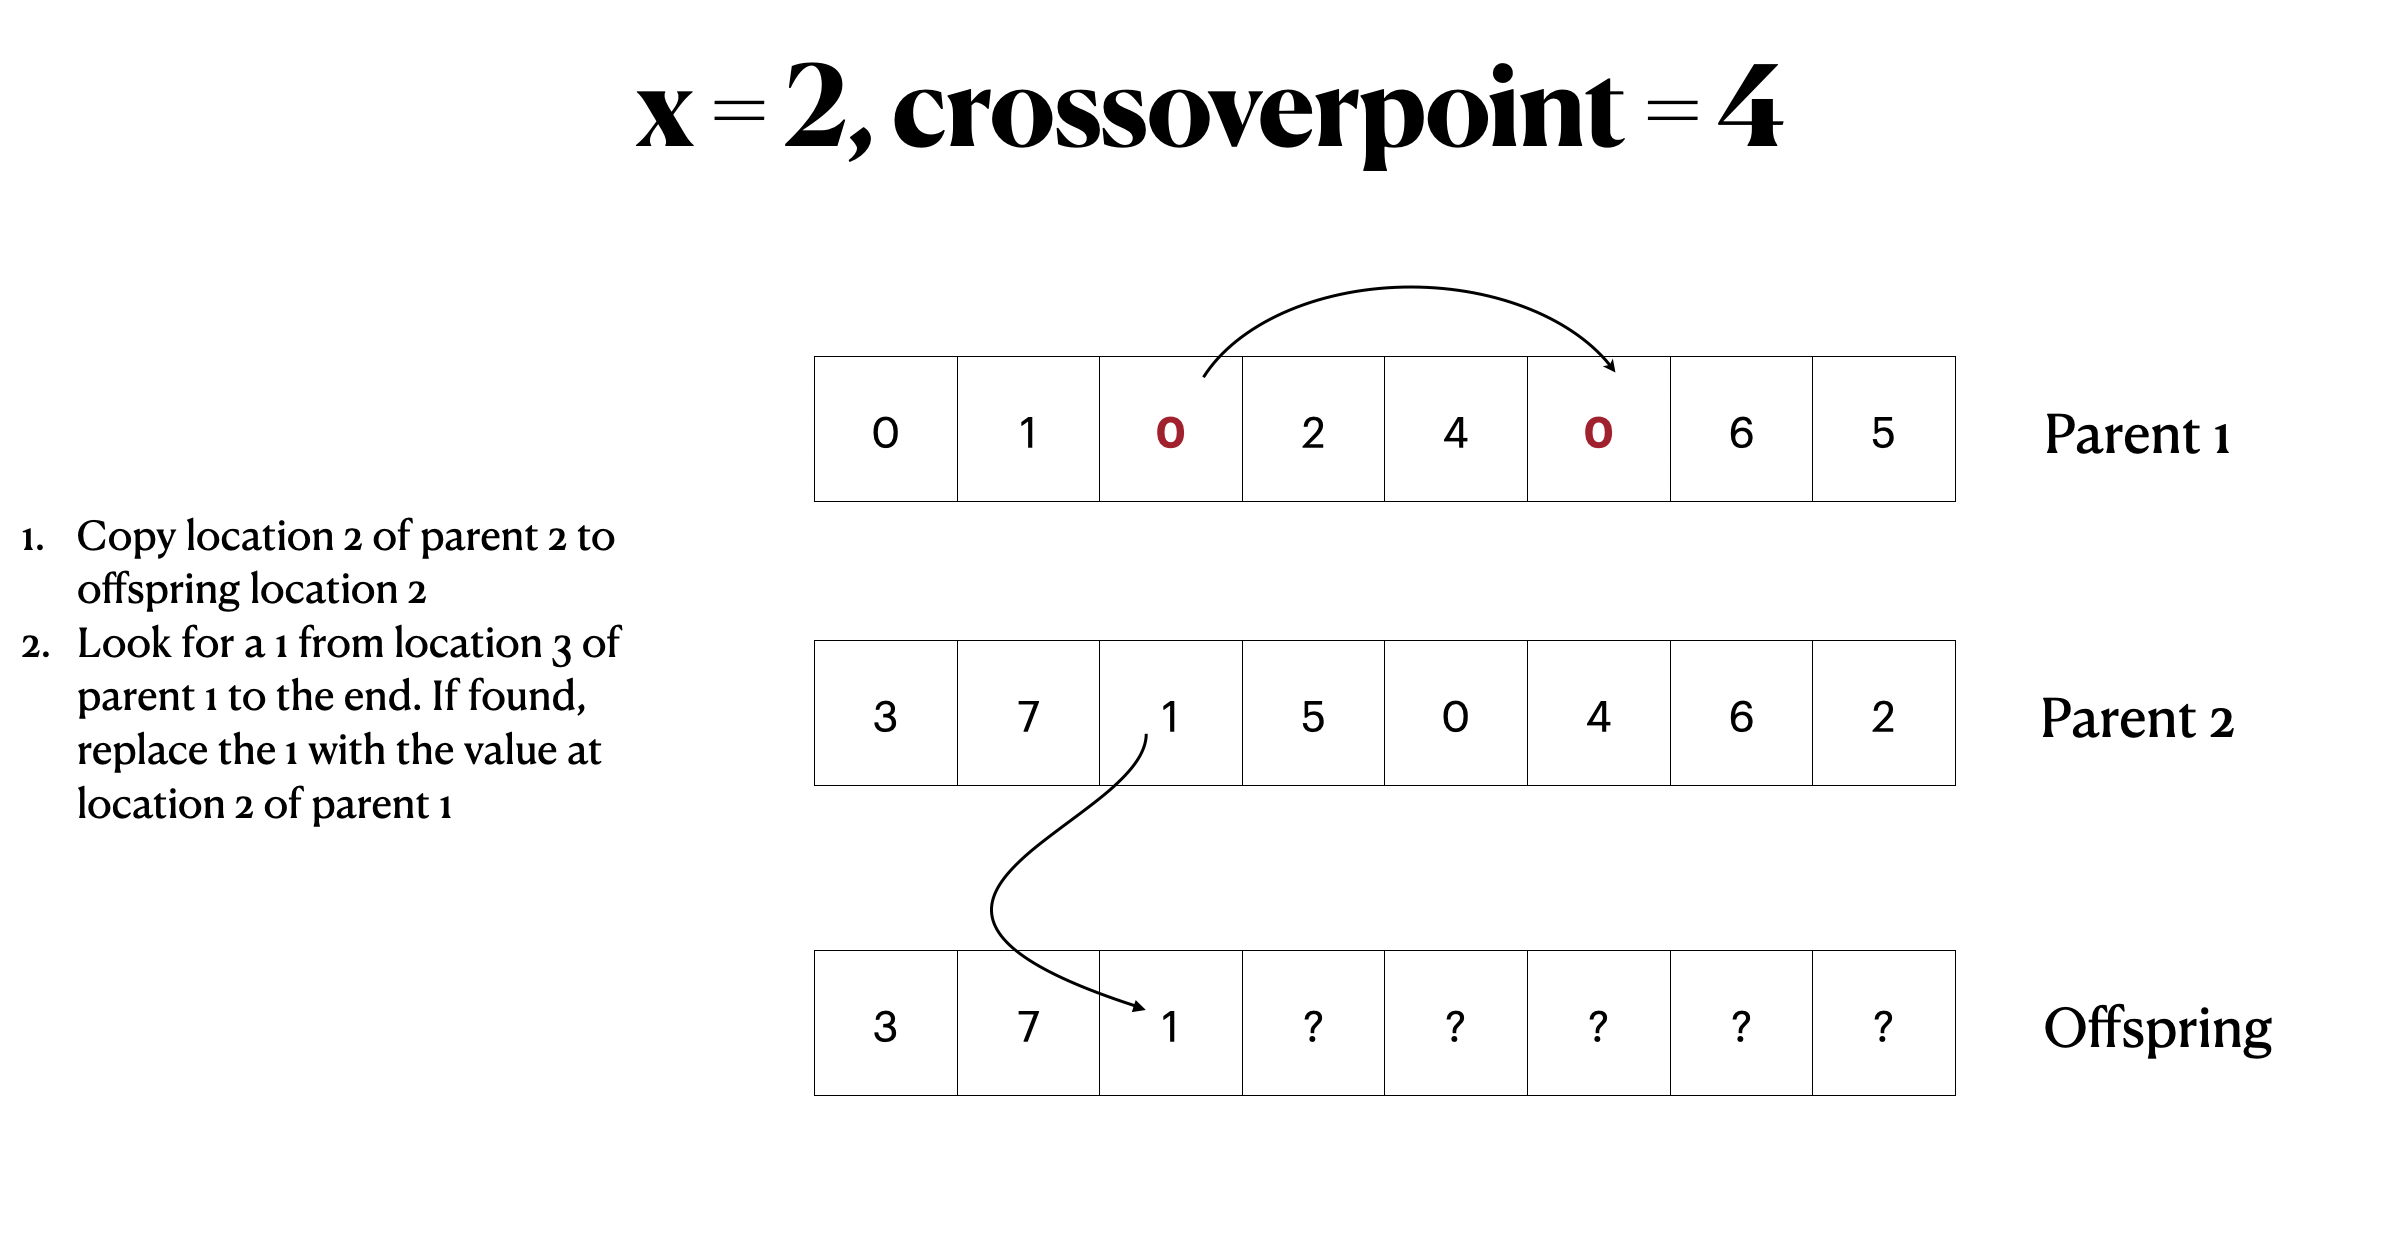 x = 2, crossoverpoint = 4
0 1 0 2 4 0 6 5 Parent 1
1. Copy location 2 of parent 2 to
offspring location 2
2. Look for a 1 from location 3 of
parent 1 to the end. If found,
replace the 1 with the value at
location 2 of parent 1
3 7 1 5 0 4 6 2 Parent 2
3 7 1 ? ? ? ? ? Offspring